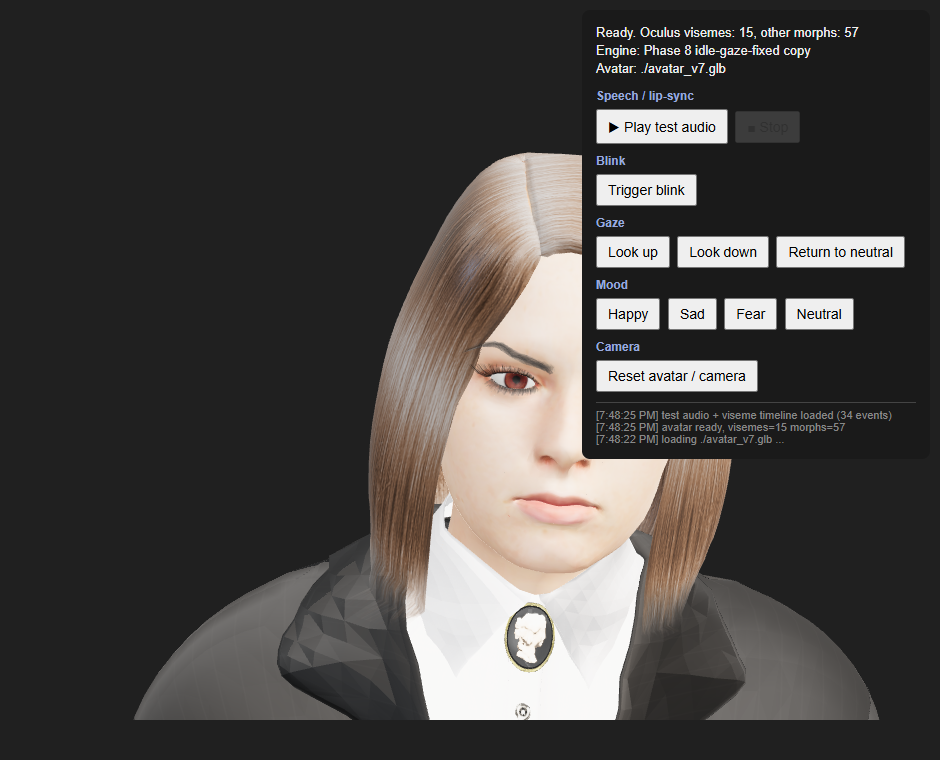 Ready. Oculus visemes: 15, other morphs: 57
Engine: Phase 8 idle-gaze-fixed copy
Avatar: ./avatar_v7.glb
Speech / lip-sync
▶ Play test audio ■ Stop
Blink
Trigger blink
Gaze
Look up Look down Return to neutral
Mood
Happy Sad Fear Neutral
Camera
Reset avatar / camera
[7:48:25 PM] test audio + viseme timeline loaded (34 events)
[7:48:25 PM] avatar ready, visemes=15 morphs=57
[7:48:22 PM] loading ./avatar_v7.glb ...